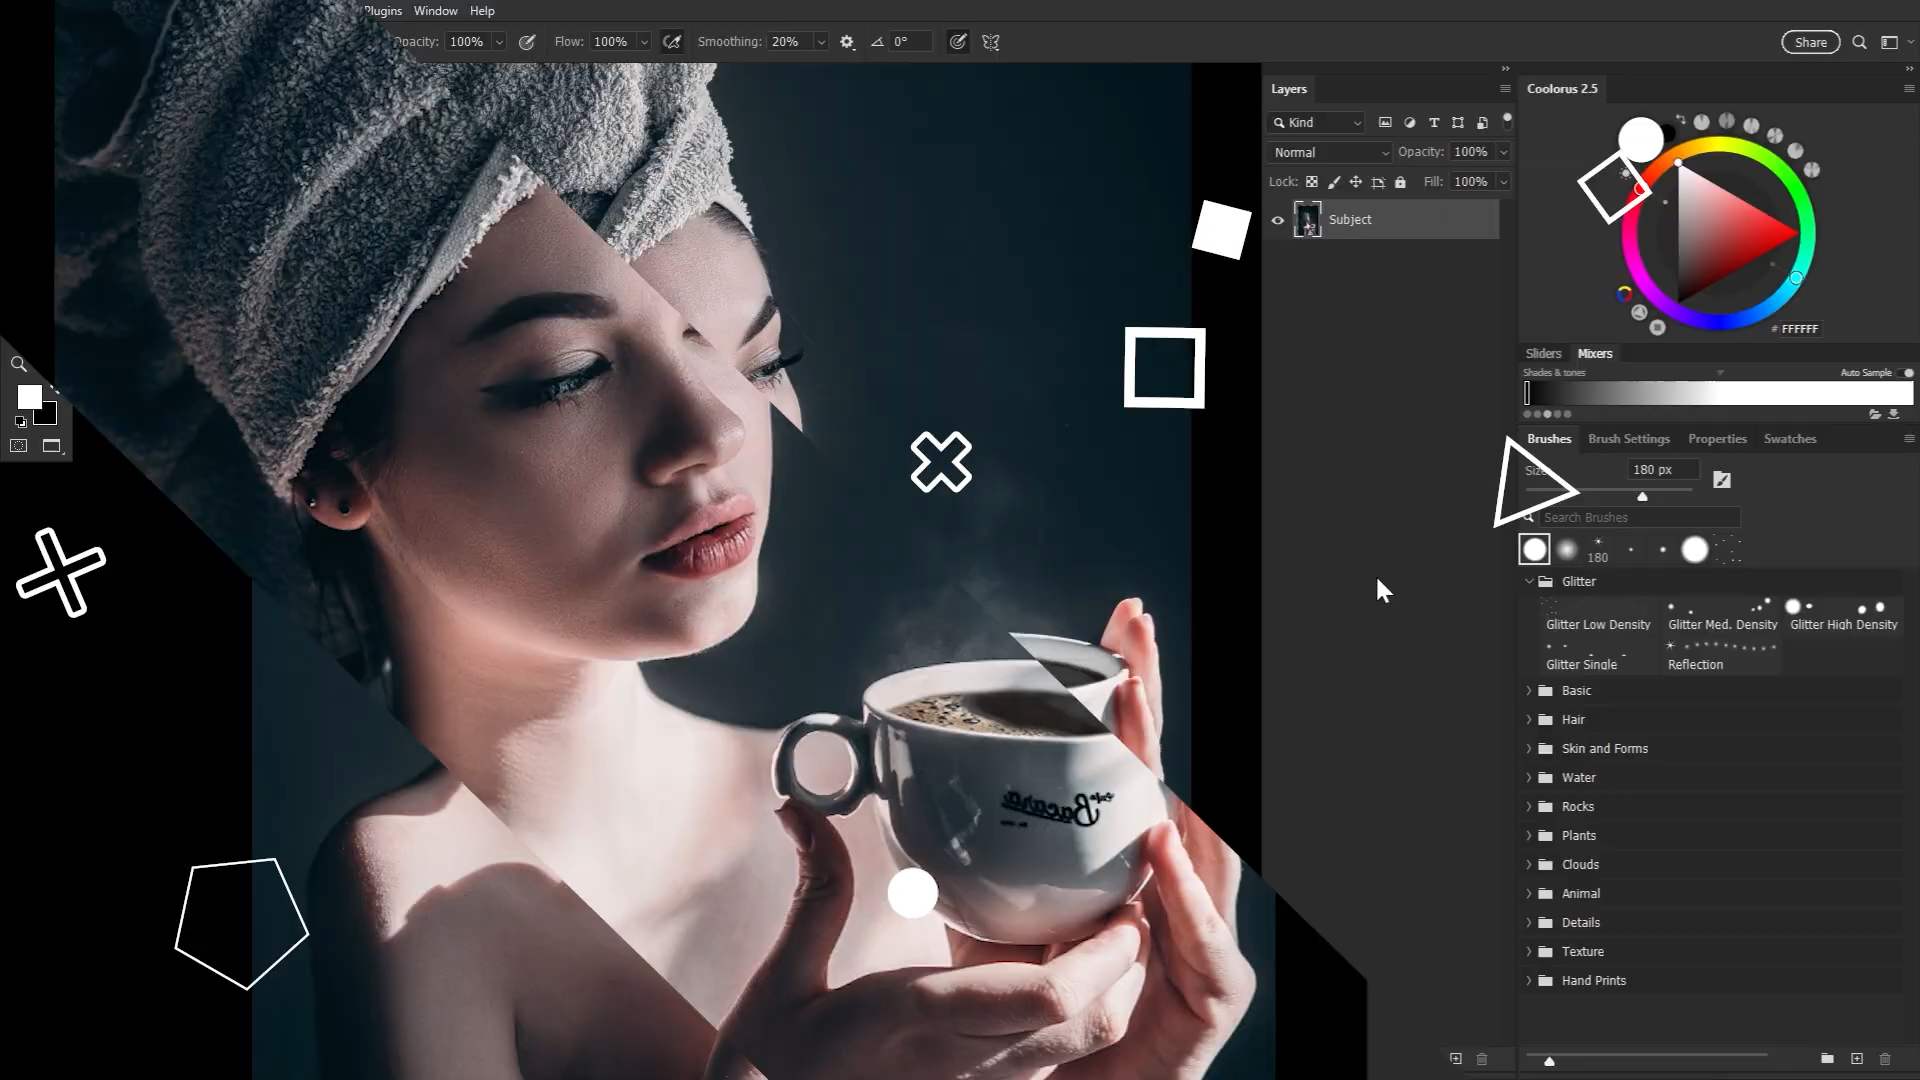 Plugins Window Help
Opacity: 100% Flow: 100% Smoothing: 20% 0° Share
Layers
Kind
Normal Opacity: 100%
Lock: Fill: 100%
Subject
Coolorus 2.5
# FFFFFF
Sliders Mixers
Shades & tones Auto Sample
Brushes Brush Settings Properties Swatches
Size 180 px
Search Brushes
180
Glitter
Glitter Low Density Glitter Med. Density Glitter High Density
Glitter Single Reflection
Basic
Hair
Skin and Forms
Water
Rocks
Plants
Clouds
Animal
Details
Texture
Hand Prints
Bacara